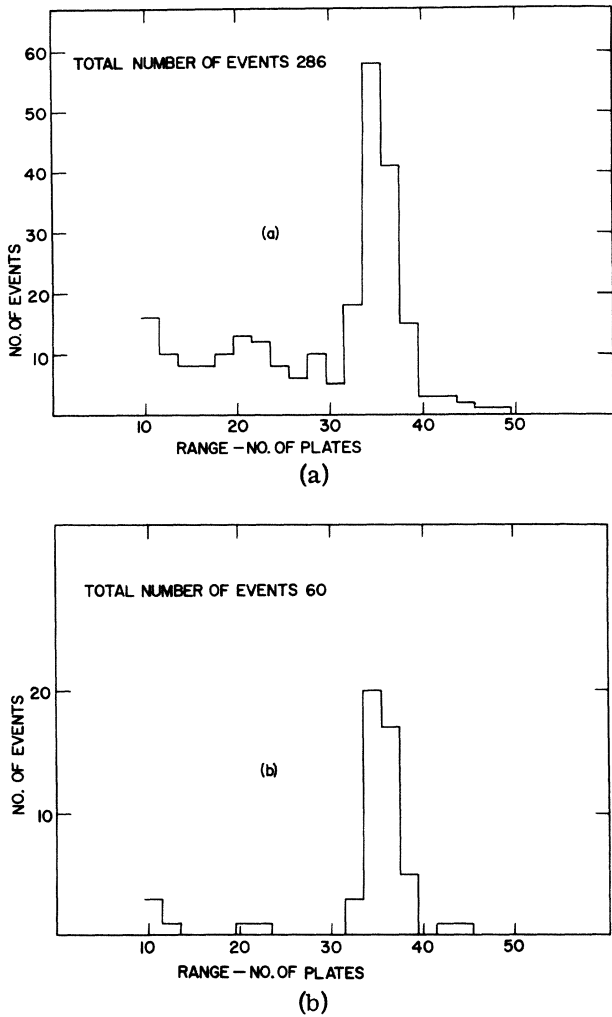 TOTAL NUMBER OF EVENTS 286
60
50
40
30
20
10
NO. OF EVENTS
(a)
10 20 30 40 50
RANGE – NO. OF PLATES
(a)
TOTAL NUMBER OF EVENTS 60
20
10
NO. OF EVENTS
(b)
10 20 30 40 50
RANGE – NO. OF PLATES
(b)